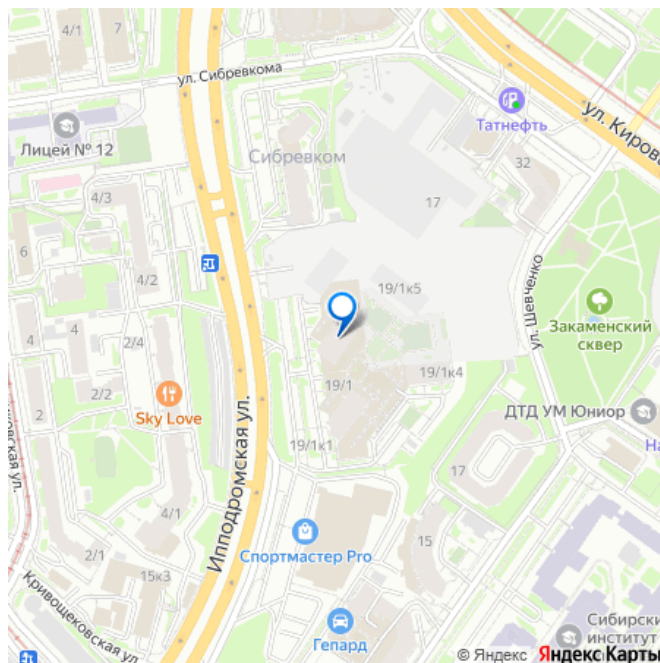 4/1
7
ул. Сибревкома
Татнефть
ул. Кирова
Лицей № 12
Сибревком
32
4/3
17
6
4/2
19/1к5
ул. Шевченко
Закаменский
сквер
4
4
2/4
19/1к4
2/2
19/1
2
Sky Love
ДТД УМ Юниор
На
19/1к1
Ипподромская ул.
17
4/1
Спортмастер Pro
15
2/1
15к3
Кривощековская ул.
Гепард
Сибирски
институт
© Яндекс Яндекс Карты